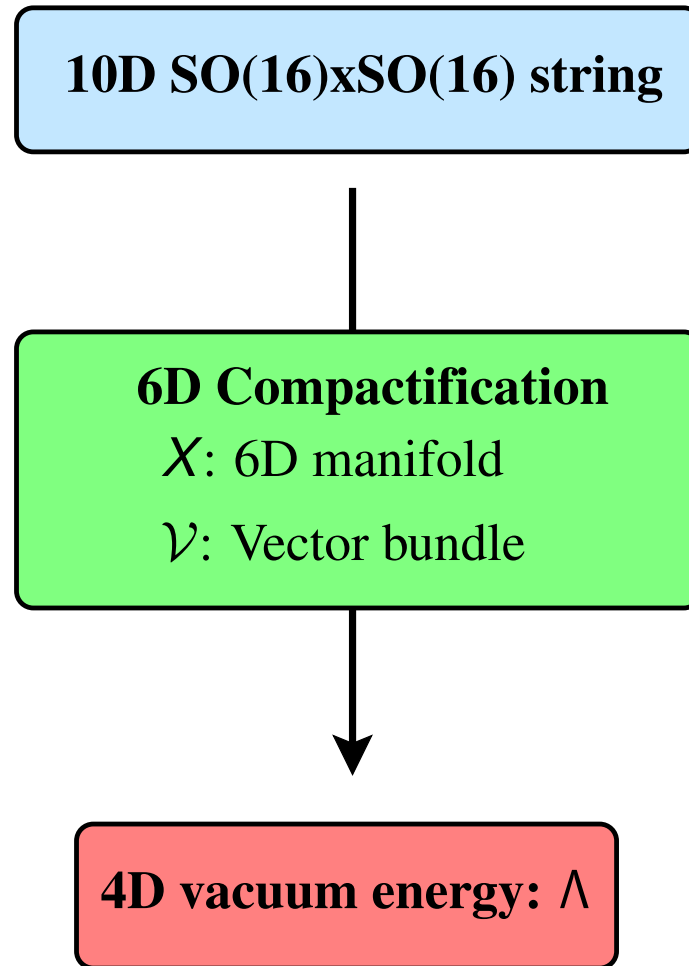 10D SO(16)xSO(16) string
6D Compactification
X: 6D manifold
𝒱: Vector bundle
4D vacuum energy: Λ